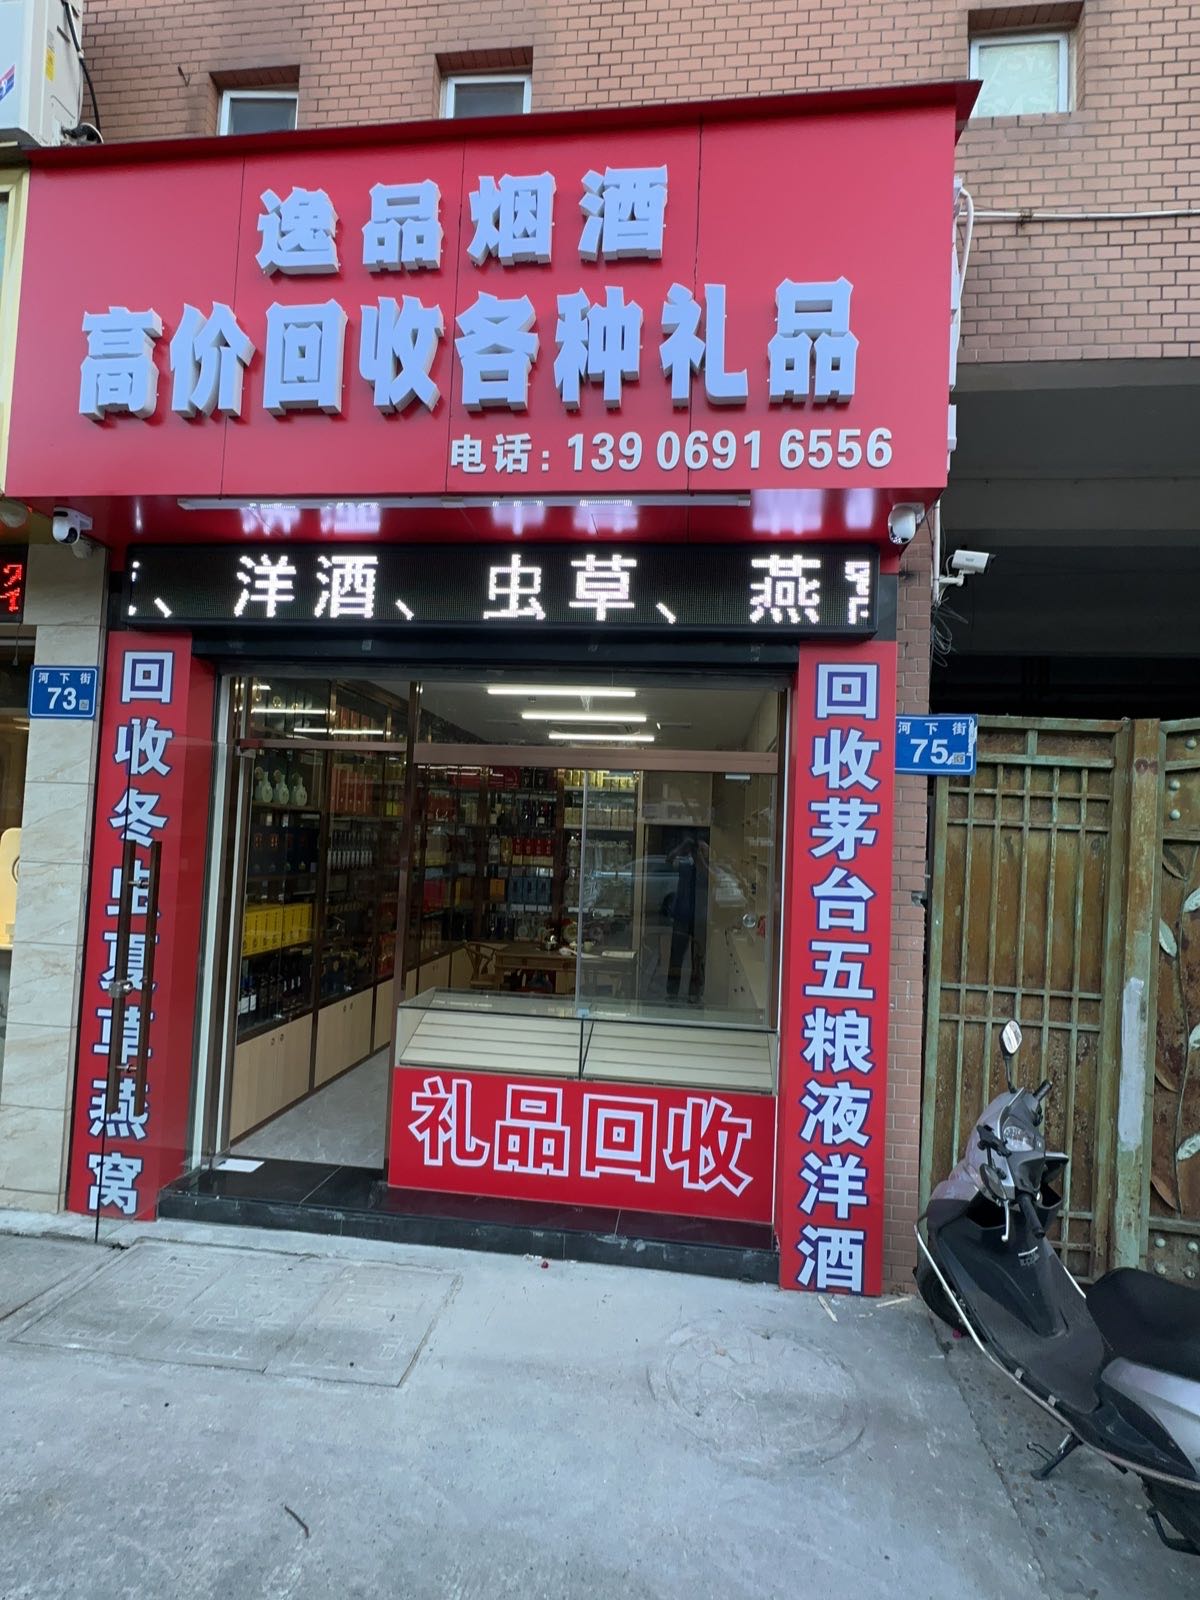 逸品烟酒
高价回收各种礼品
电话：139 0691 6556
、洋酒、虫草、燕
河下街
73
河下街
75
回收冬虫夏草燕窝
回收茅台五粮液洋酒
礼品回收